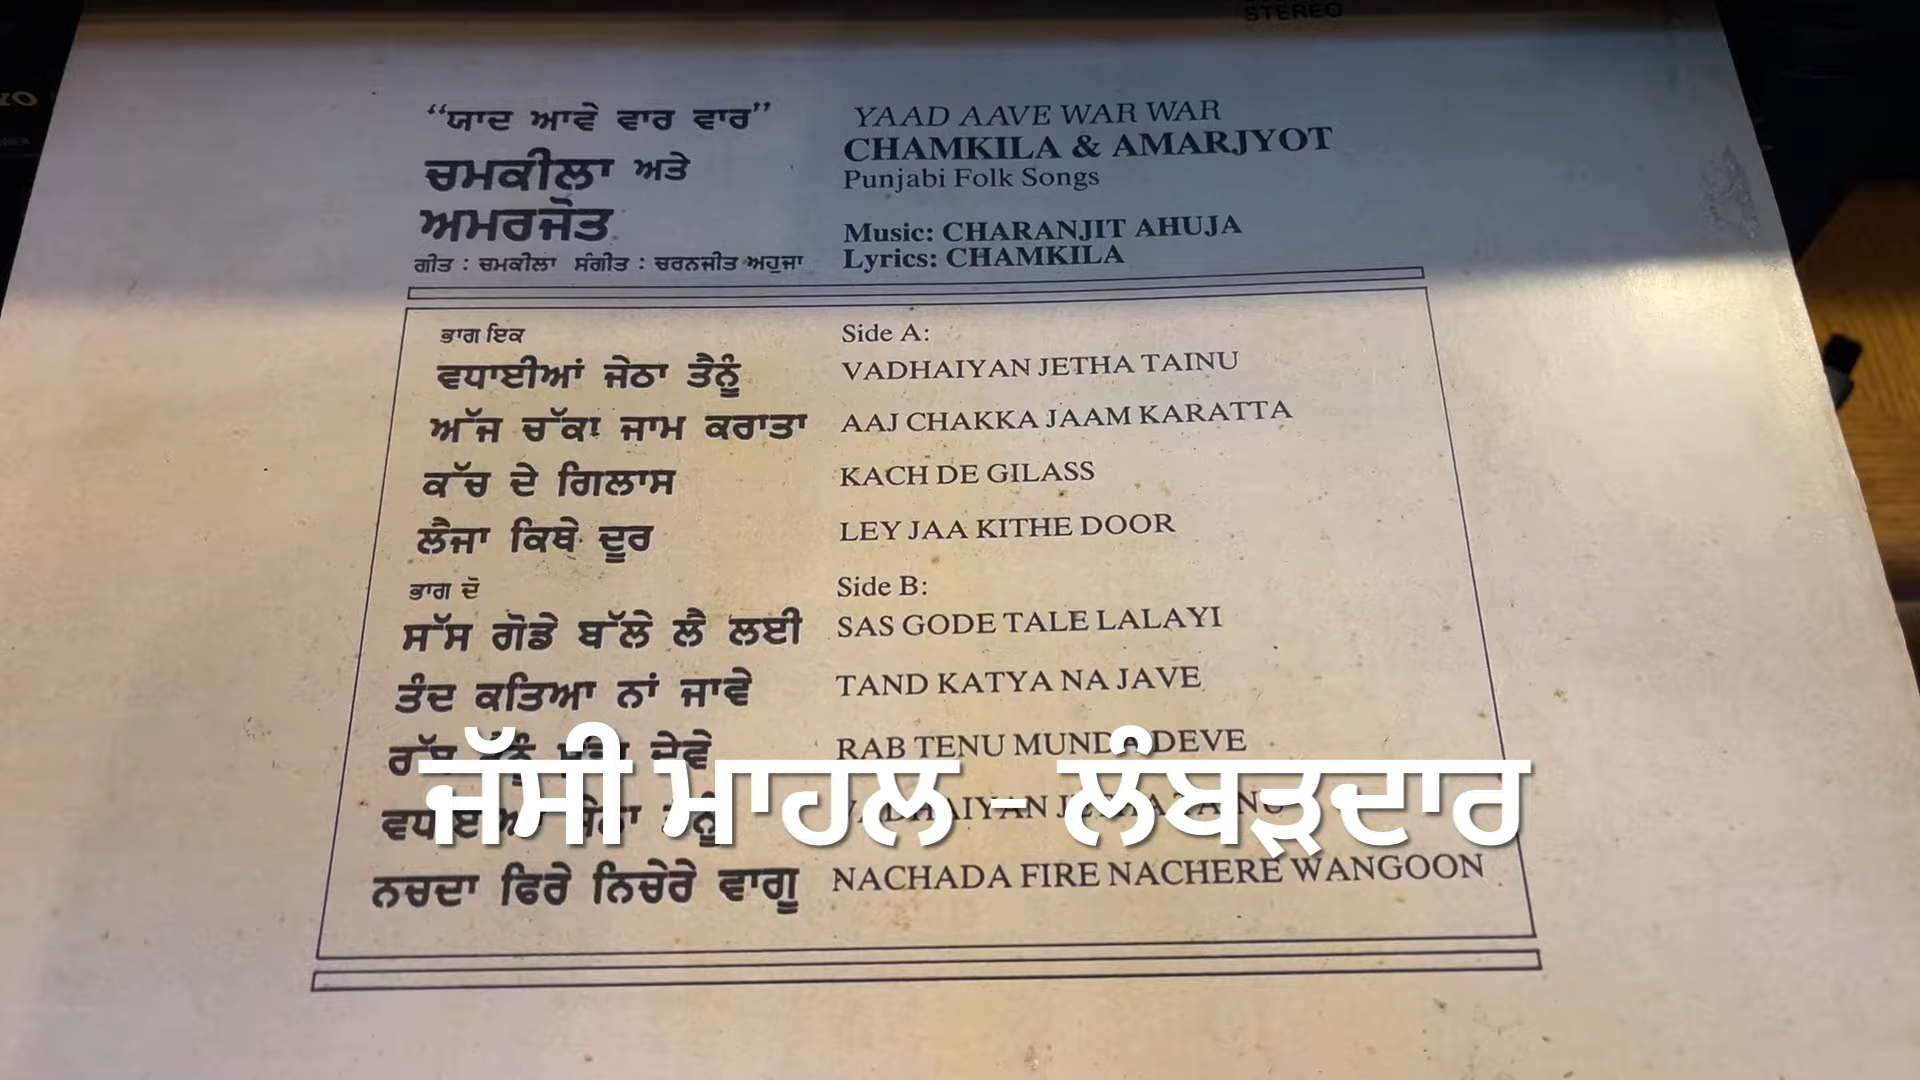 STEREO
“ਯਾਦ ਆਵੇ ਵਾਰ ਵਾਰ”
ਚਮਕੀਲਾ ਅਤੇ
ਅਮਰਜੋਤ
ਗੀਤ : ਚਮਕੀਲਾ ਸੰਗੀਤ : ਚਰਨਜੀਤ ਅਹੂਜਾ
YAAD AAVE WAR WAR
CHAMKILA & AMARJYOT
Punjabi Folk Songs
Music: CHARANJIT AHUJA
Lyrics: CHAMKILA
ਭਾਗ ਇਕ Side A:
ਵਧਾਈਆਂ ਜੇਠਾ ਤੈਨੂੰ VADHAIYAN JETHA TAINU
ਅੱਜ ਚੱਕਾ ਜਾਮ ਕਰਾਤਾ AAJ CHAKKA JAAM KARATTA
ਕੱਚ ਦੇ ਗਿਲਾਸ KACH DE GILASS
ਲੈਜਾ ਕਿਥੇ ਦੂਰ LEY JAA KITHE DOOR
ਭਾਗ ਦੋ Side B:
ਸੱਸ ਗੋਡੇ ਥੱਲੇ ਲੈ ਲਈ SAS GODE TALE LALAYI
ਤੰਦ ਕਤਿਆ ਨਾਂ ਜਾਵੇ TAND KATYA NA JAVE
ਦੇਵੇ RAB TENU MUNDA DEVE
ਨਚਦਾ ਫਿਰੇ ਨਿਚੇਰੇ ਵਾਗੂ NACHADA FIRE NACHERE WANGOON
ਜੱਸੀ ਮਾਹਲ - ਲੰਬੜਦਾਰ